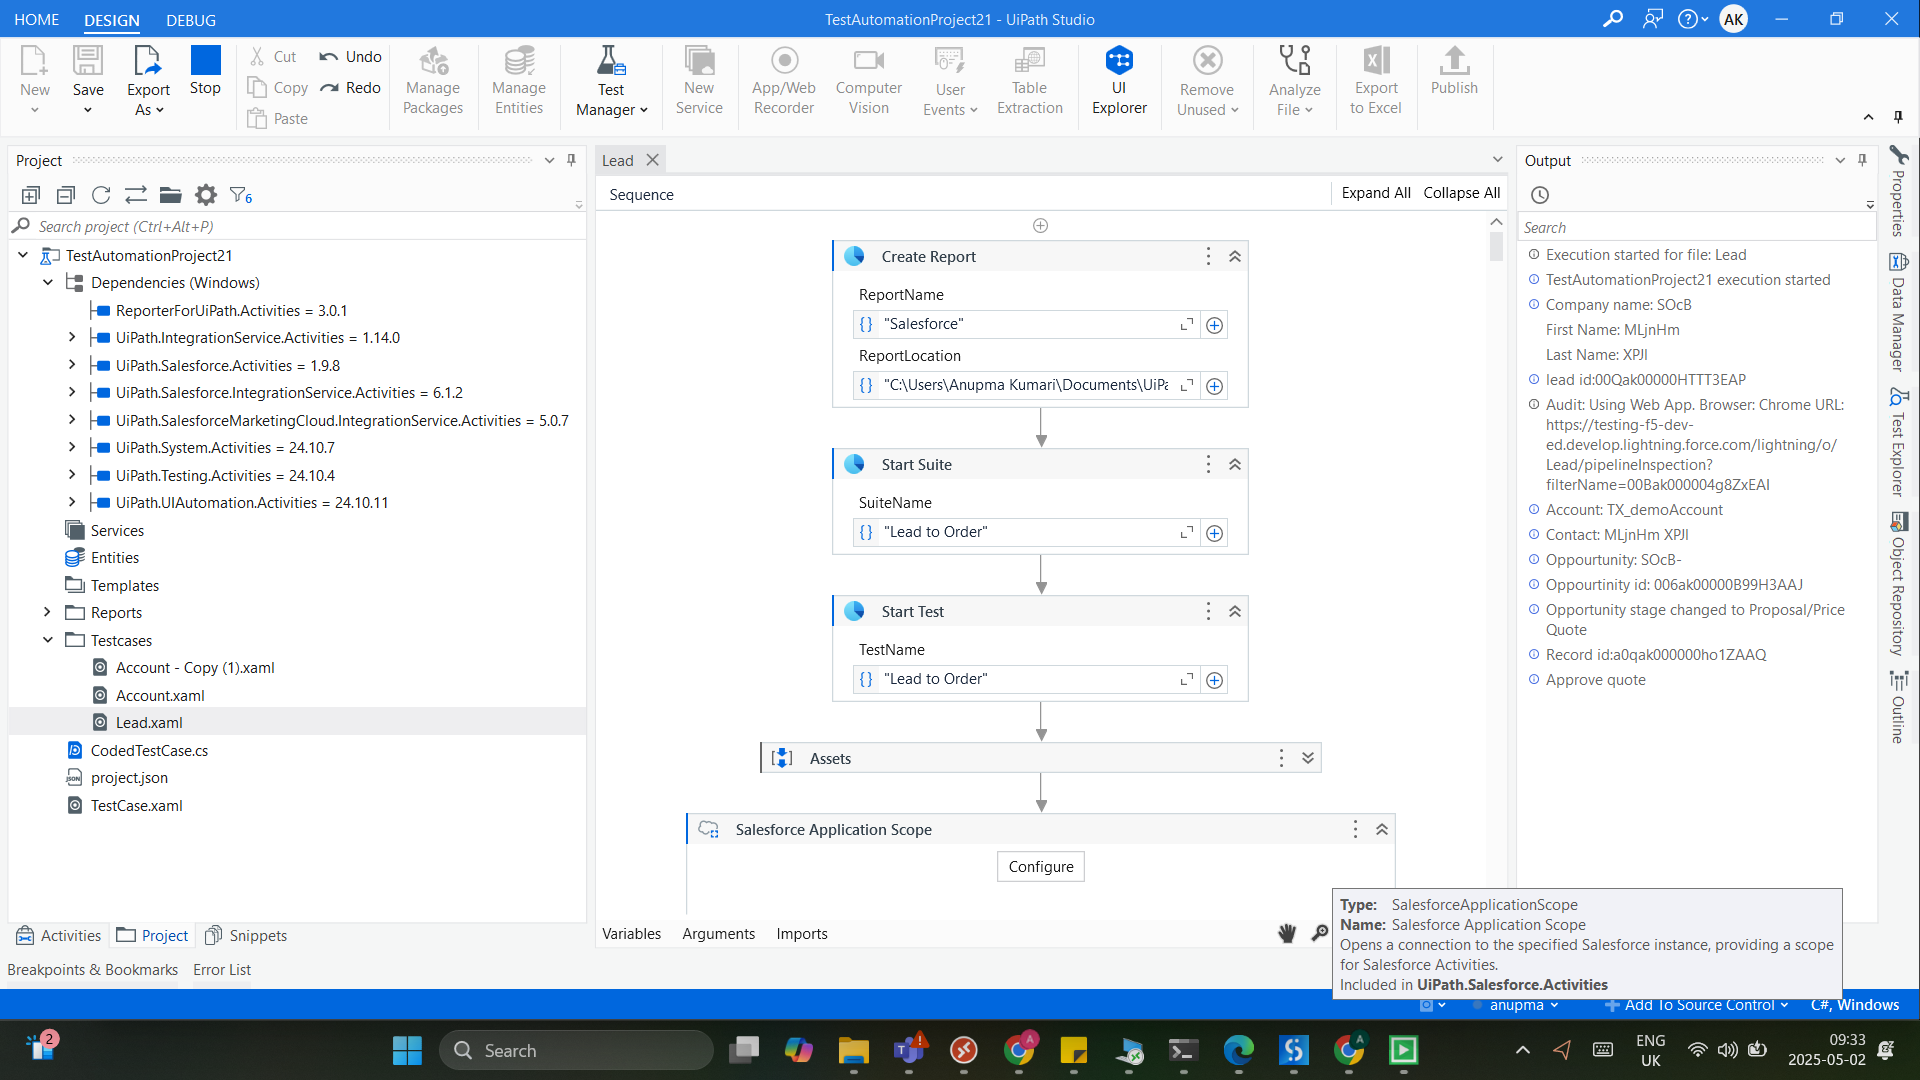 HOME
DESIGN
DEBUG
TestAutomationProject21 - UiPath Studio
AK
New
Save
Export
As
Stop
Cut
Copy
Paste
Undo
Redo
Manage
Packages
Manage
Entities
Test
Manager
New
Service
App/Web
Recorder
Computer
Vision
User
Events
Table
Extraction
UI
Explorer
Remove
Unused
Analyze
File
Export
to Excel
Publish
Project
6
Search project (Ctrl+Alt+P)
TestAutomationProject21
Dependencies (Windows)
ReporterForUiPath.Activities = 3.0.1
UiPath.IntegrationService.Activities = 1.14.0
UiPath.Salesforce.Activities = 1.9.8
UiPath.Salesforce.IntegrationService.Activities = 6.1.2
UiPath.SalesforceMarketingCloud.IntegrationService.Activities = 5.0.7
UiPath.System.Activities = 24.10.7
UiPath.Testing.Activities = 24.10.4
UiPath.UIAutomation.Activities = 24.10.11
Services
Entities
Templates
Reports
Testcases
Account - Copy (1).xaml
Account.xaml
Lead.xaml
CodedTestCase.cs
project.json
TestCase.xaml
Activities
Project
Snippets
Breakpoints & Bookmarks
Error List
Lead
Sequence
Expand All
Collapse All
Create Report
ReportName
"Salesforce"
ReportLocation
"C:\Users\Anupma Kumari\Documents\UiPa
Start Suite
SuiteName
"Lead to Order"
Start Test
TestName
"Lead to Order"
Assets
Salesforce Application Scope
Configure
Variables
Arguments
Imports
Type: SalesforceApplicationScope
Name: Salesforce Application Scope
Opens a connection to the specified Salesforce instance, providing a scope
for Salesforce Activities.
Included in UiPath.Salesforce.Activities
Output
Search
Execution started for file: Lead
TestAutomationProject21 execution started
Company name: SOcB
First Name: MLjnHm
Last Name: XPJl
lead id:00Qak00000HTTT3EAP
Audit: Using Web App. Browser: Chrome URL:
https://testing-f5-dev-
ed.develop.lightning.force.com/lightning/o/
Lead/pipelineInspection?
filterName=00Bak000004g8ZxEAI
Account: TX_demoAccount
Contact: MLjnHm XPJl
Oppourtunity: SOcB-
Oppourtinity id: 006ak00000B99H3AAJ
Opportunity stage changed to Proposal/Price
Quote
Record id:a0qak000000ho1ZAAQ
Approve quote
Properties
Data Manager
Test Explorer
Object Repository
Outline
anupma
Add To Source Control
C#, Windows
2
Search
A
A
ENG
UK
09:33
2025-05-02